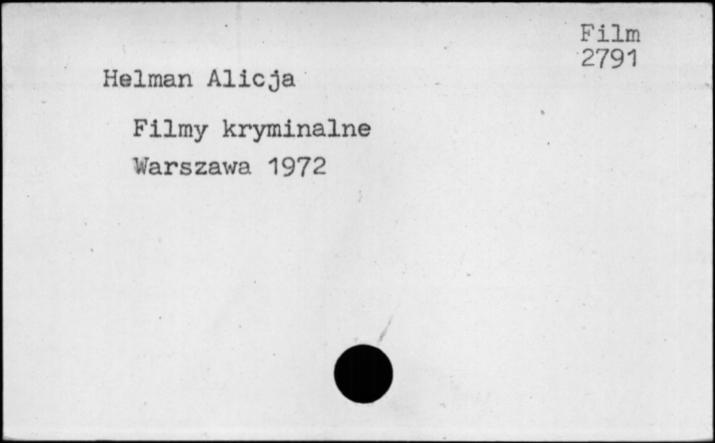 Film
2791
Helman Alicja
Filmy kryminalne
Warszawa 1972